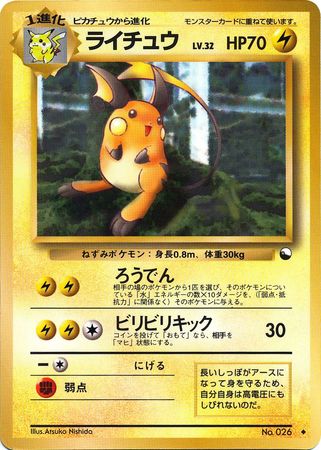 1進化
ピカチュウから進化
モンスターカードに重ねて使います。
ライチュウ LV.32 HP70
ねずみポケモン：身長0.8m、体重30kg
ろうでん
相手の場のポケモンから1匹を選び、そのポケモンについ
ている「水」エネルギーの数×10ダメージを、（「弱点・抵
抗力」に関係なく）そのポケモンに与える。
ビリビリキック 30
コインを投げて「おもて」なら、相手を
「マヒ」状態にする。
にげる
弱点
長いしっぽがアースに
なって身を守るため、
自分自身は高電圧にも
しびれないのだ。
Illus.Atsuko Nishida
No.026